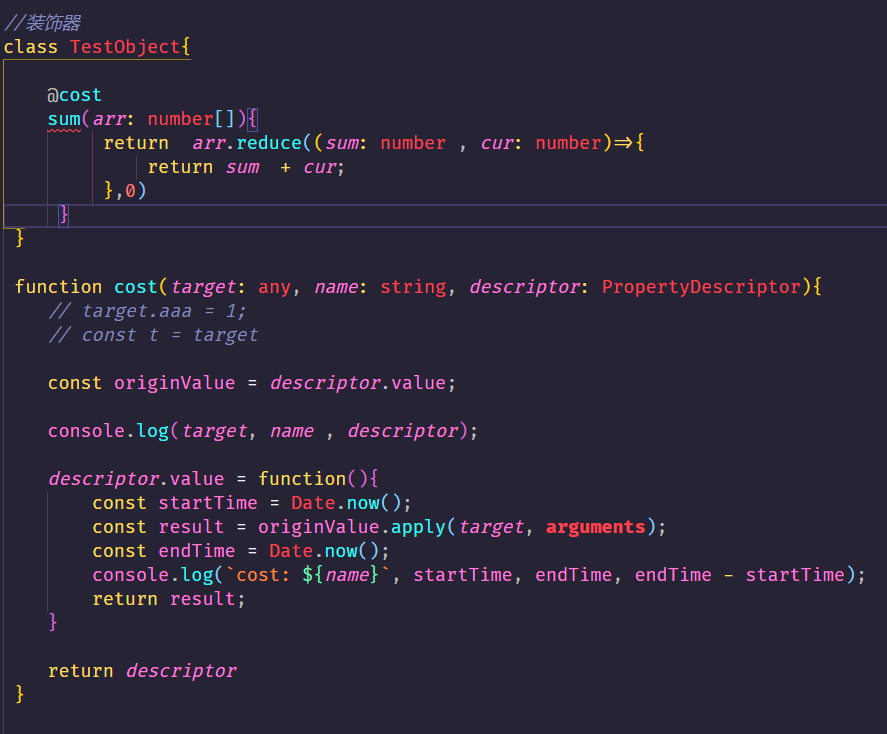 //装饰器
class TestObject{
@cost
sum(arr: number[]){
return  arr.reduce((sum: number , cur: number)=>{
return sum  + cur;
},0)
}
}
function cost(target: any, name: string, descriptor: PropertyDescriptor){
// target.aaa = 1;
// const t = target
const originValue = descriptor.value;
console.log(target, name , descriptor);
descriptor.value = function(){
const startTime = Date.now();
const result = originValue.apply(target, arguments);
const endTime = Date.now();
console.log(`cost: ${name}`, startTime, endTime, endTime - startTime);
return result;
}
return descriptor
}